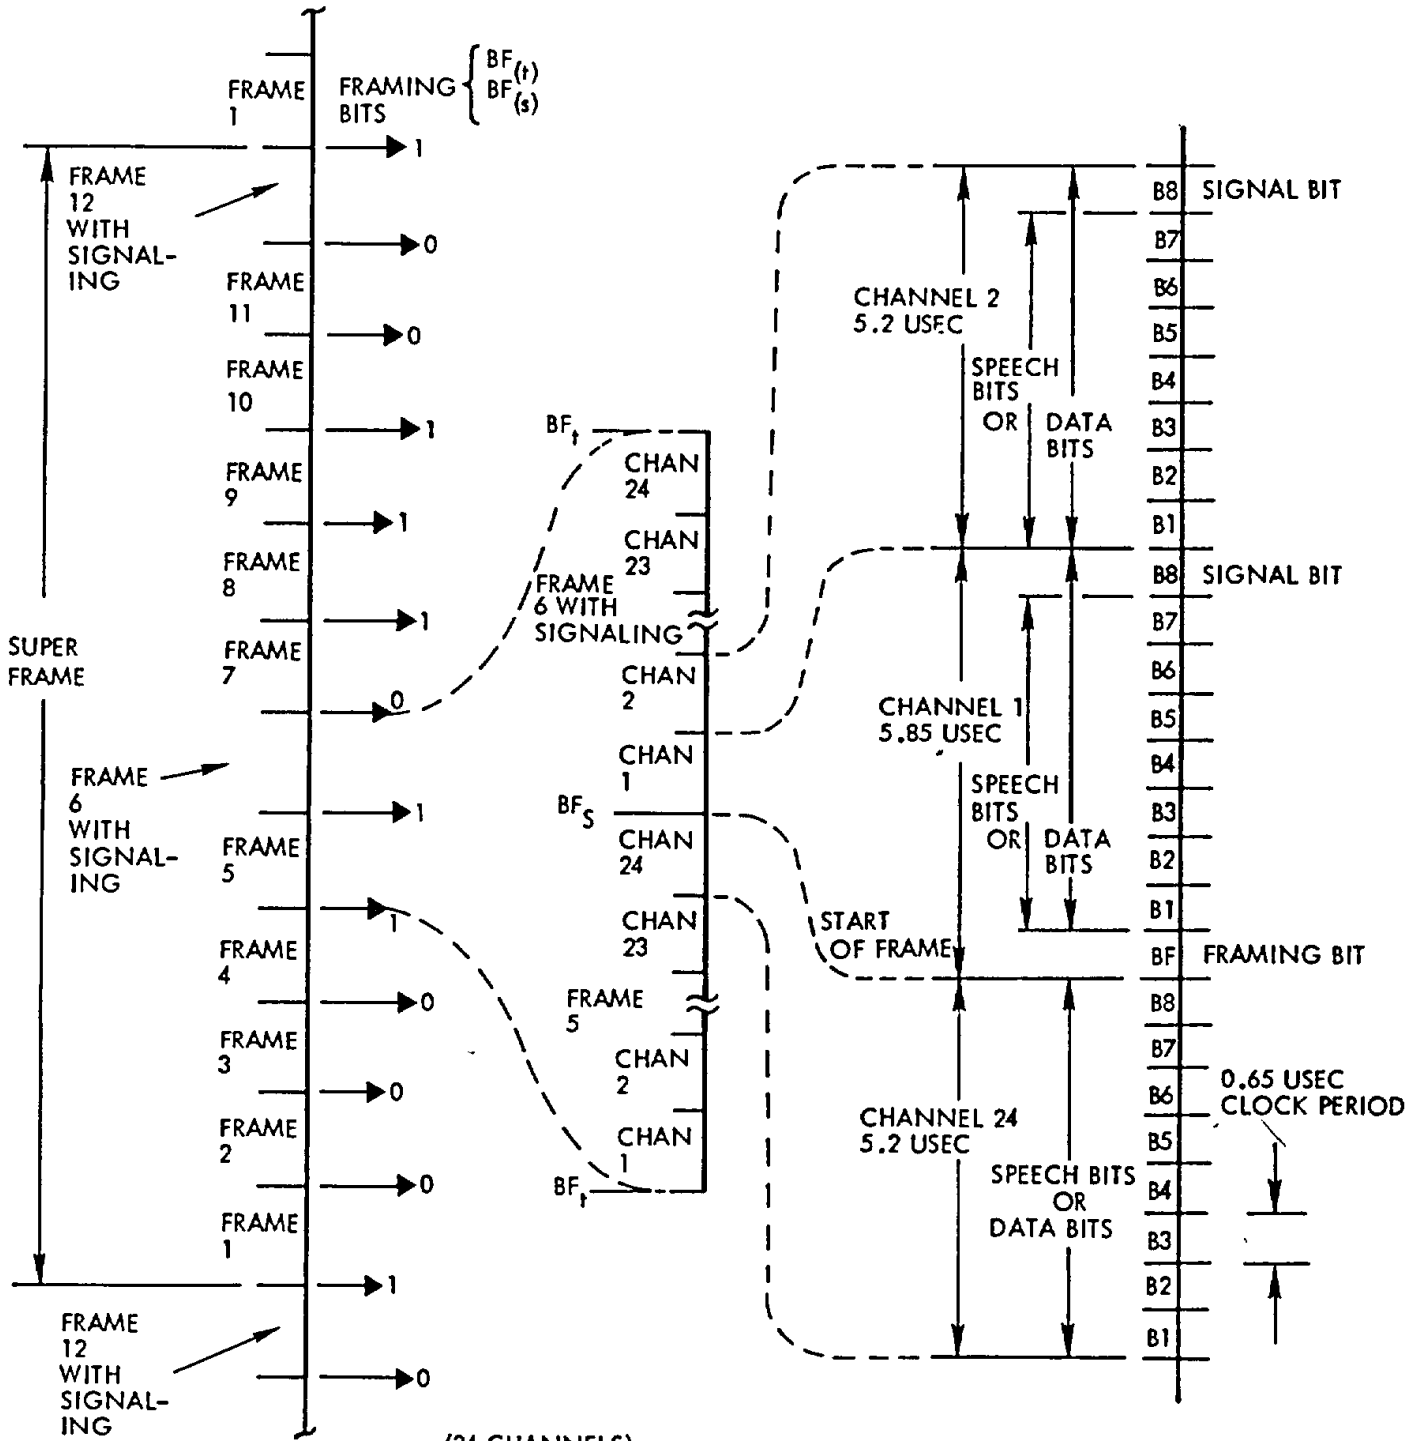 FRAME
1
FRAMING
BITS
BF(t)
BF(s)
1
FRAME
12
WITH
SIGNAL-
ING
0
FRAME
11
0
FRAME
10
1
FRAME
9
1
FRAME
8
1
FRAME
7
0
SUPER
FRAME
FRAME
6
WITH
SIGNAL-
ING
1
FRAME
5
1
FRAME
4
0
FRAME
3
0
FRAME
2
0
FRAME
1
1
FRAME
12
WITH
SIGNAL-
ING
0
BFt
CHAN
24
CHAN
23
FRAME
6 WITH
SIGNALING
CHAN
2
CHAN
1
BFS
CHAN
24
CHAN
23
FRAME
5
CHAN
2
CHAN
1
BFt
(24 CHANNELS)
CHANNEL 2
5.2 USEC
SPEECH
BITS
OR
DATA
BITS
CHANNEL 1
5.85 USEC
SPEECH
BITS
OR
DATA
BITS
START
OF FRAME
CHANNEL 24
5.2 USEC
SPEECH BITS
OR
DATA BITS
B8 SIGNAL BIT
B7
B6
B5
B4
B3
B2
B1
B8 SIGNAL BIT
B7
B6
B5
B4
B3
B2
B1
BF FRAMING BIT
B8
B7
B6
B5
B4
B3
B2
B1
0.65 USEC
CLOCK PERIOD